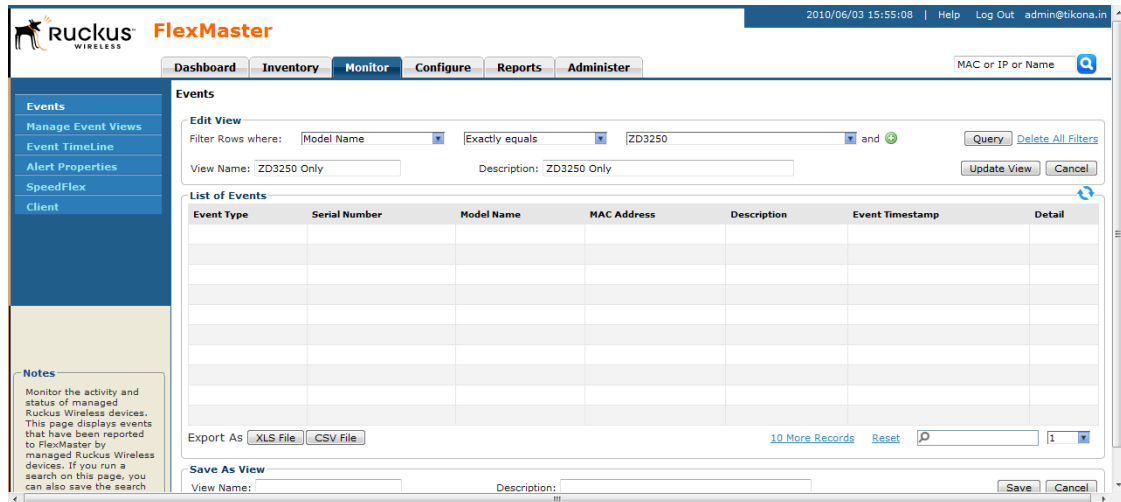 2010/06/03 15:55:08 | Help Log Out admin@tikona.in
RUCKUS WIRELESS FlexMaster
Dashboard Inventory Monitor Configure Reports Administer MAC or IP or Name
Events
Manage Event Views
Event TimeLine
Alert Properties
SpeedFlex
Client
Notes
Monitor the activity and
status of managed
Ruckus Wireless devices.
This page displays events
that have been reported
to FlexMaster by
managed Ruckus Wireless
devices. If you run a
search on this page, you
can also save the search
Events
Edit View
Filter Rows where: Model Name Exactly equals ZD3250 and Query Delete All Filters
View Name: ZD3250 Only Description: ZD3250 Only Update View Cancel
List of Events
Event Type Serial Number Model Name MAC Address Description Event Timestamp Detail
Export As XLS File CSV File 10 More Records Reset 1
Save As View
View Name: Description: Save Cancel